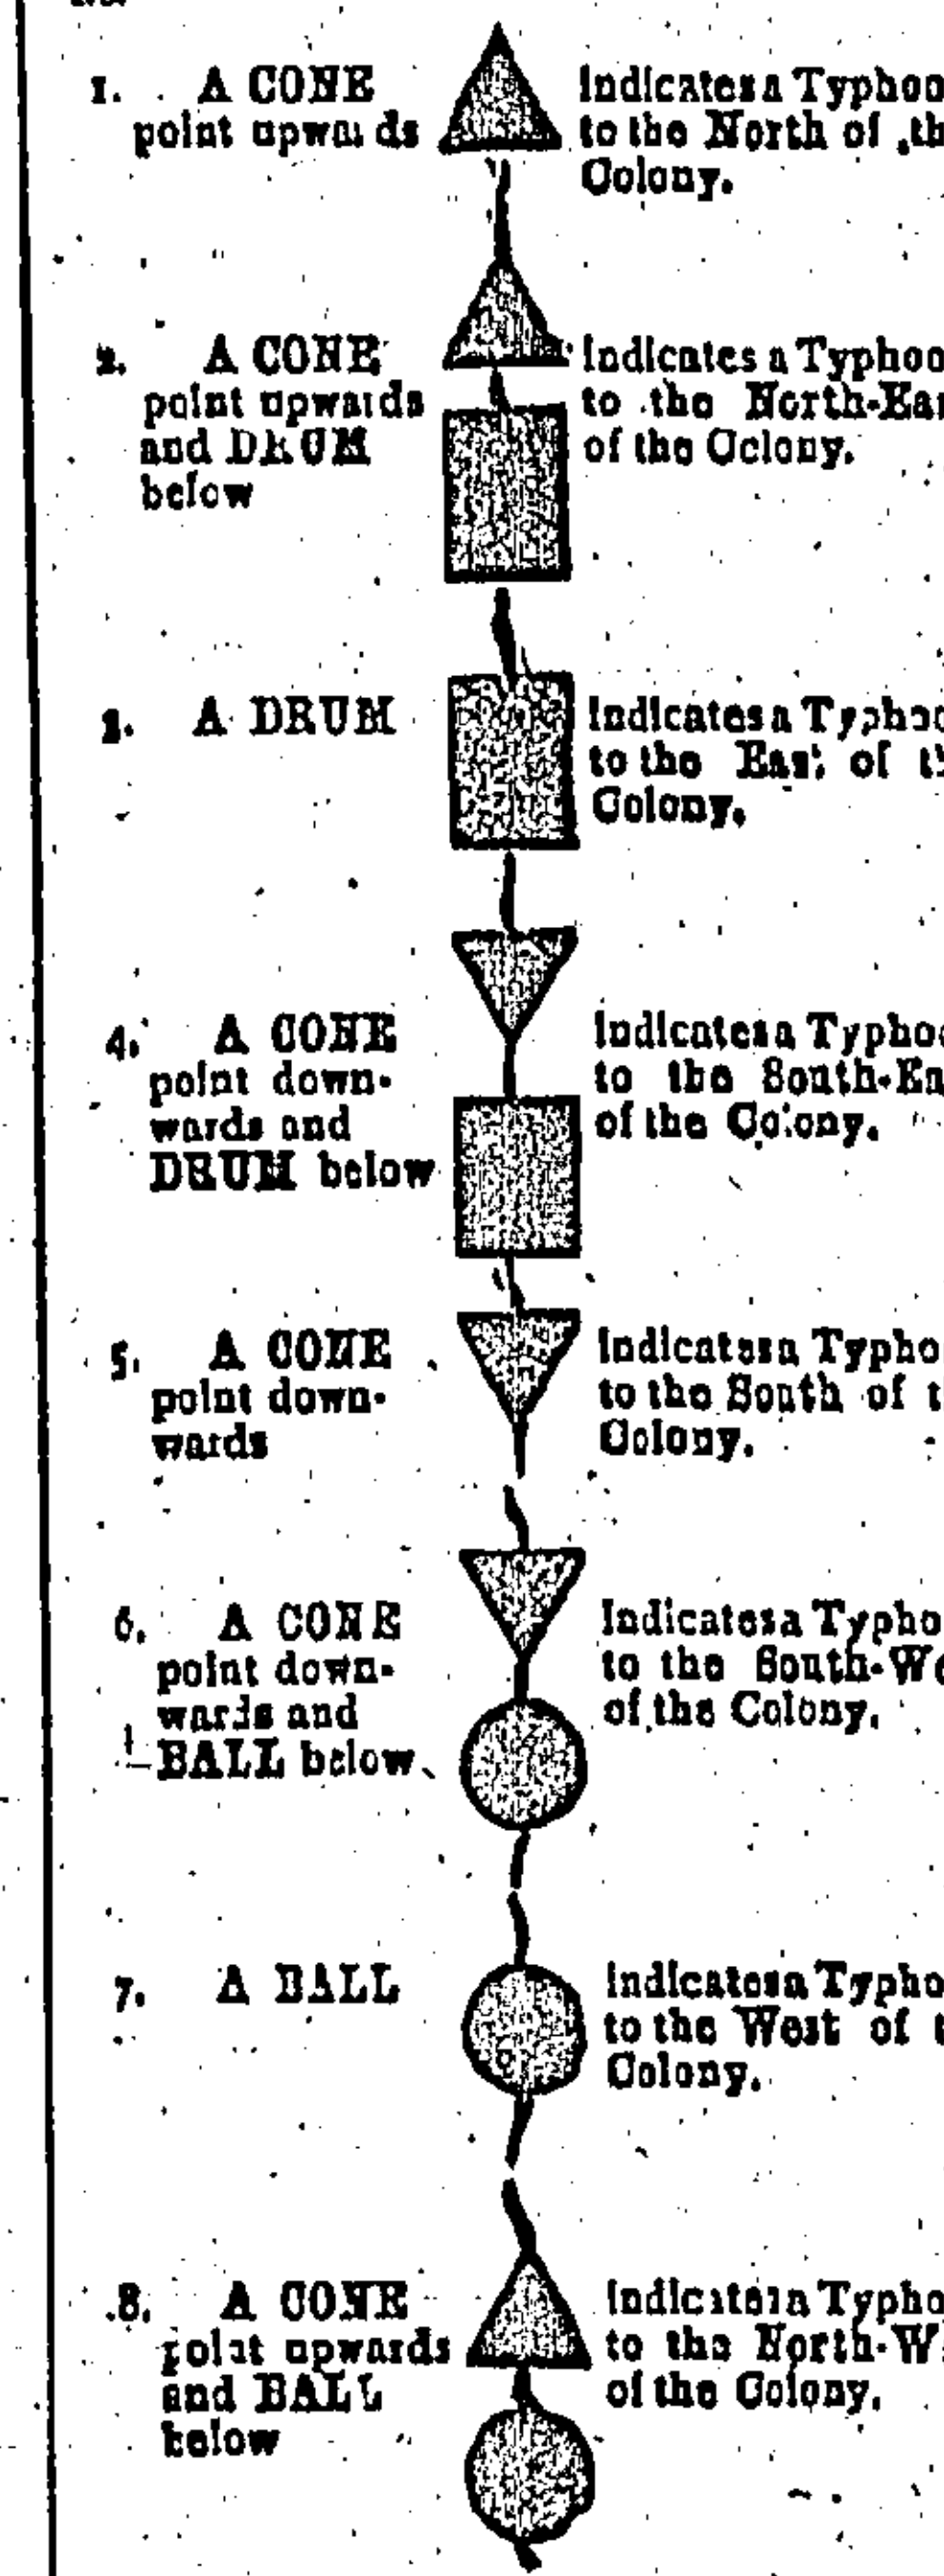 1. A CONE
point upwards
Indicates a Typhoo
to the North of th
Colony.
2. A CONE
point upwards
and DRUM
below
Indicates a Typhoo
to the North-Eas
of the Colony.
3. A DRUM
Indicates a Typhoo
to the East of th
Colony.
4. A CONE
point down-
wards and
DRUM below
Indicates a Typhoo
to the South-Ea
of the Colony.
5. A CONE
point down-
wards
Indicates a Typho
to the South of t
Colony.
6. A CONE
point down-
wards and
BALL below
Indicates a Typho
to the South-We
of the Colony.
7. A BALL
Indicates a Typho
to the West of t
Colony.
8. A CONE
point upwards
and BALL
below
Indicates a Typho
to the North-W
of the Colony.